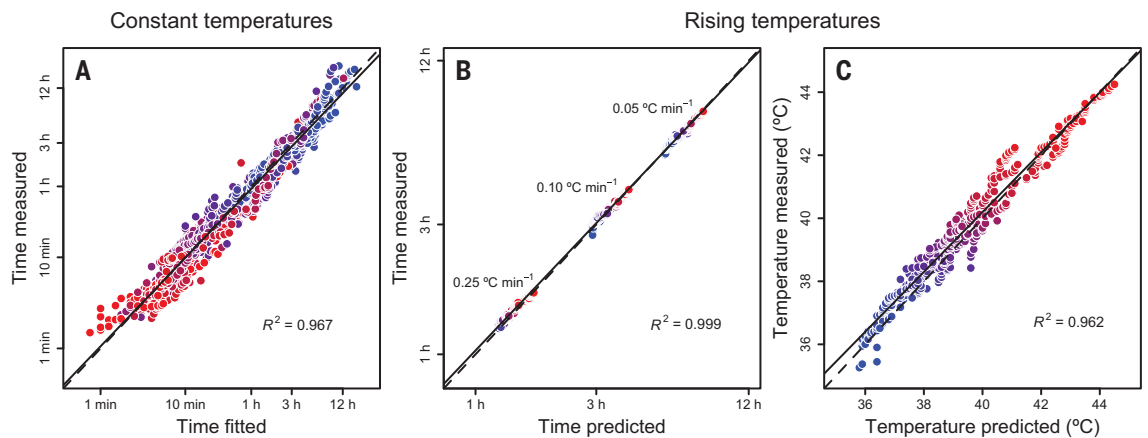 Constant temperatures
Rising temperatures
A
Time measured
12 h
3 h
1 h
10 min
1 min
R² = 0.967
1 min 10 min 1 h 3 h 12 h
Time fitted
B
Time measured
12 h
3 h
1 h
0.05 ºC min⁻¹
0.10 ºC min⁻¹
0.25 ºC min⁻¹
R² = 0.999
1 h 3 h 12 h
Time predicted
C
Temperature measured (ºC)
44
42
40
38
36
R² = 0.962
36 38 40 42 44
Temperature predicted (ºC)